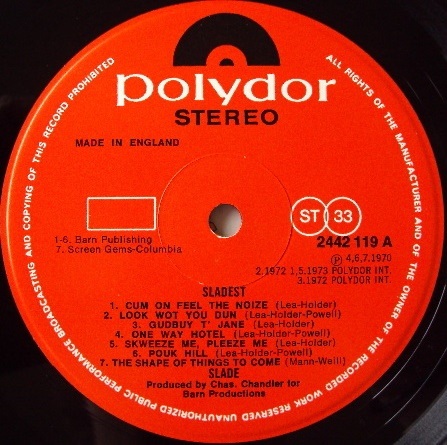 polydor
STEREO
MADE IN ENGLAND
ALL RIGHTS OF THE MANUFACTURER AND OF THE OWNER OF THE RECORDED WORK RESERVED UNAUTHORIZED PUBLIC PERFORMANCE BROADCASTING AND COPYING OF THIS RECORD PROHIBITED
ST 33
1-6. Barn Publishing
7. Screen Gems-Columbia
2442 119 A
Ⓟ 4,6,7.1970
2.1972 1,5.1973 POLYDOR INT.
3.1972 POLYDOR INT.
SLADEST
1. CUM ON FEEL THE NOIZE (Lea-Holder)
2. LOOK WOT YOU DUN (Lea-Holder-Powell)
3. GUDBUY T' JANE (Lea-Holder)
4. ONE WAY HOTEL (Lea-Holder-Powell)
5. SKWEEZE ME, PLEEZE ME (Lea-Holder)
6. POUK HILL (Lea-Holder-Powell)
7. THE SHAPE OF THINGS TO COME (Mann-Weill)
SLADE
Produced by Chas. Chandler for
Barn Productions